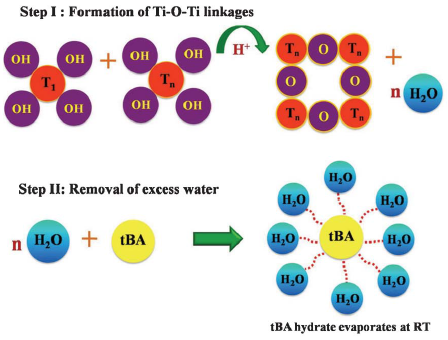 Step I : Formation of Ti-O-Ti linkages
OH OH + OH OH H+ Tn O Tn +
T1 Tn O O n H2O
OH OH OH OH Tn O Tn
Step II: Removal of excess water
n H2O + tBA
H2O H2O H2O
H2O tBA H2O
H2O H2O H2O
tBA hydrate evaporates at RT